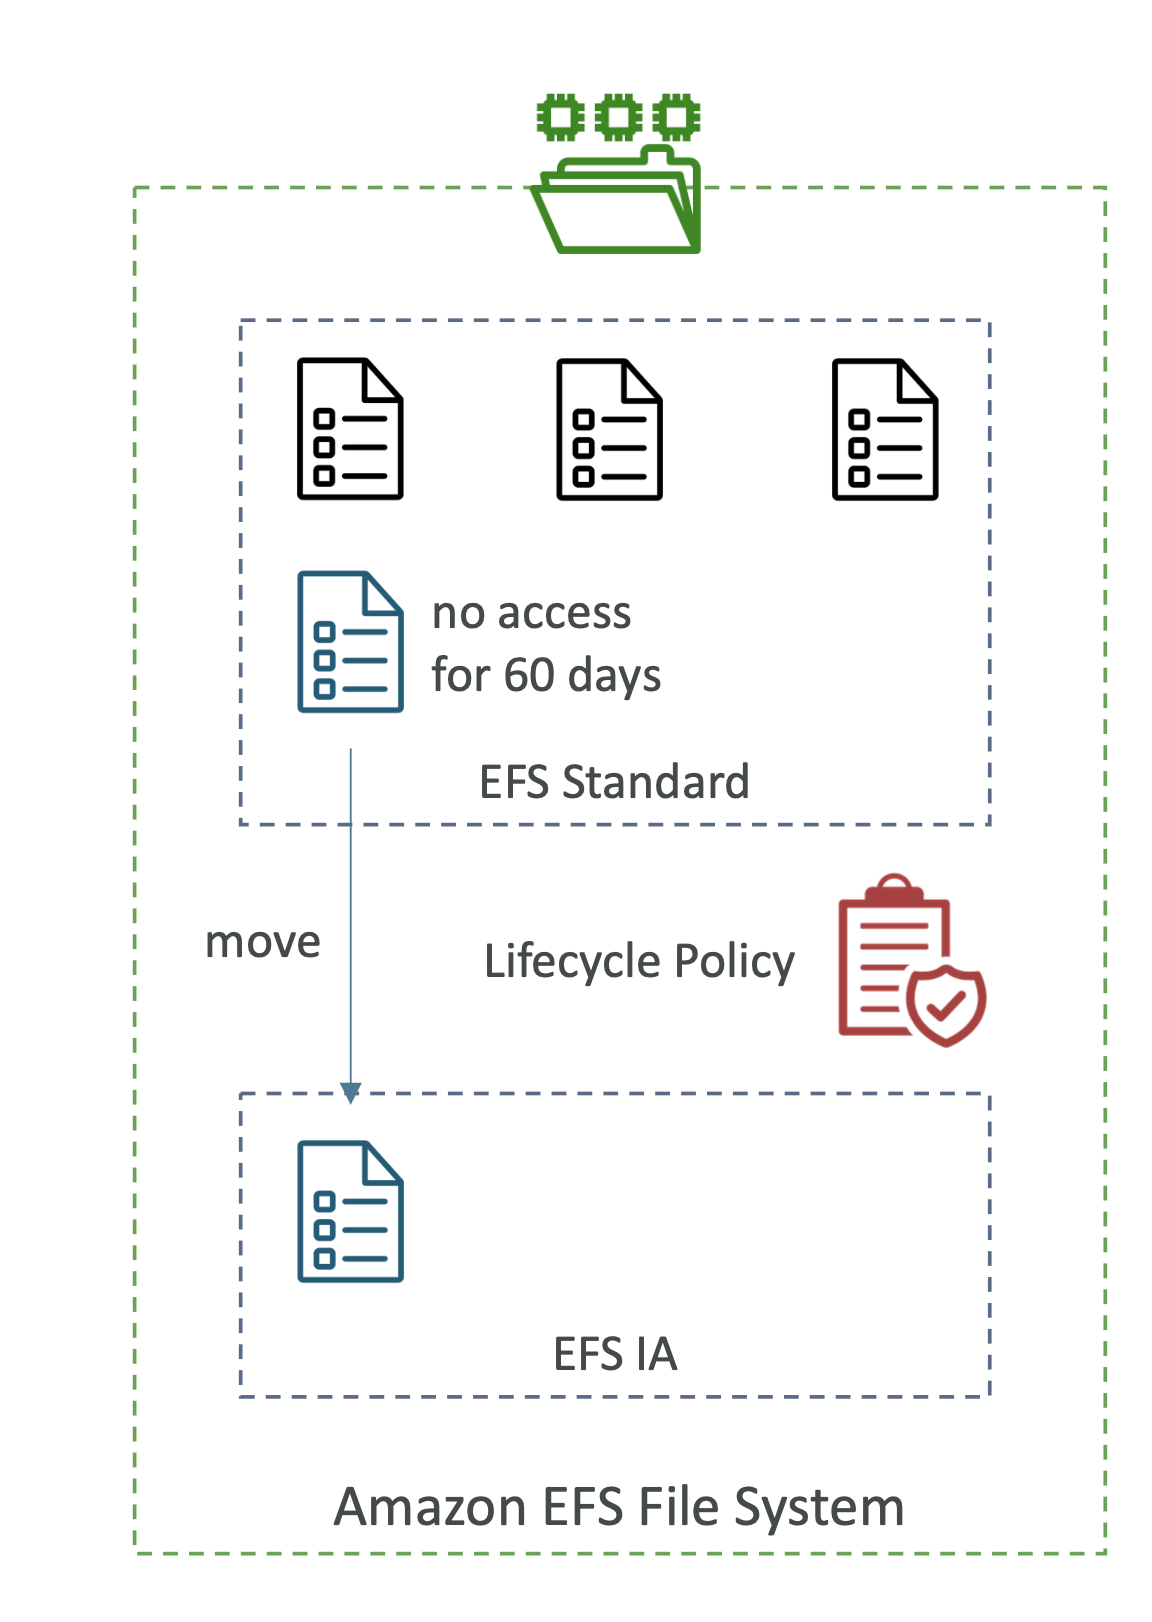 no access
for 60 days
EFS Standard
move
Lifecycle Policy
EFS IA
Amazon EFS File System